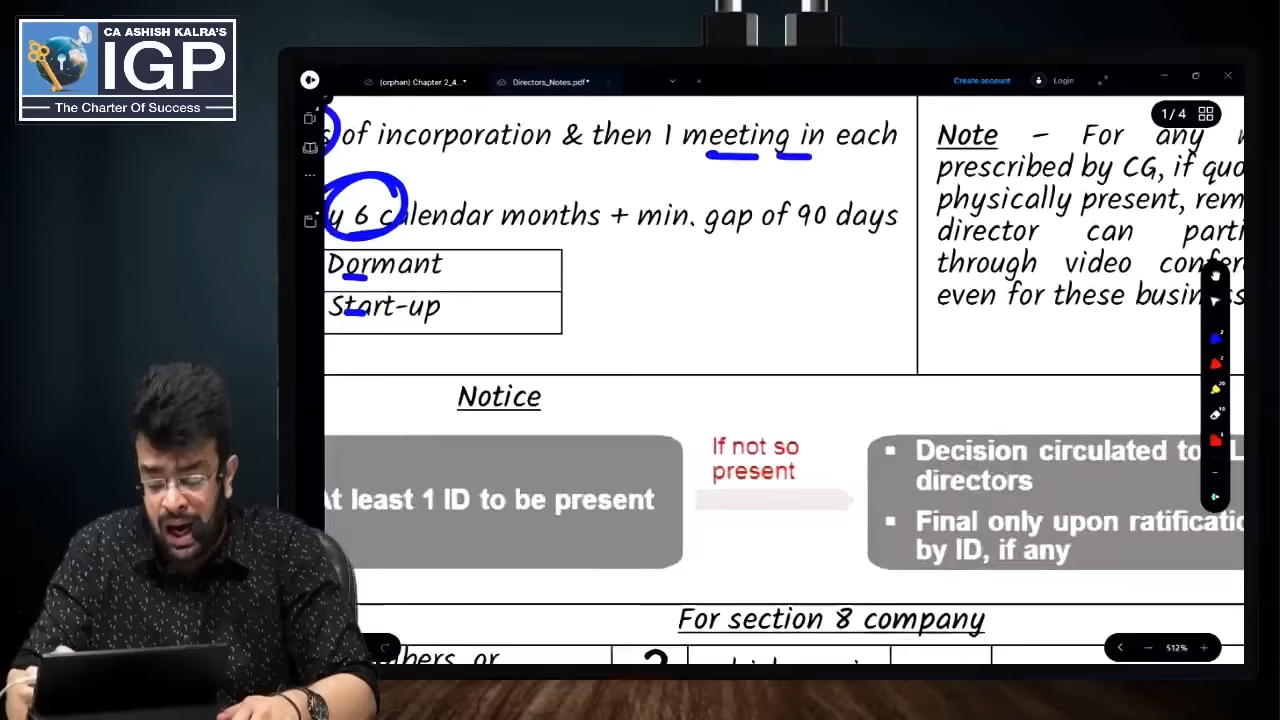 CA ASHISH KALRA'S
IGP
The Charter Of Success
(orphan) Chapter 2_4... *
Directors_Notes.pdf*
Create account
Login
1 / 4
of incorporation & then 1 meeting in each
y 6 calendar months + min. gap of 90 days
Dormant
Start-up
Note – For any
prescribed by CG, if quo
physically present, rem
director can parti
through video confer
even for these business
Notice
At least 1 ID to be present
If not so
present
Decision circulated to
directors
Final only upon ratificatio
by ID, if any
For section 8 company
512%